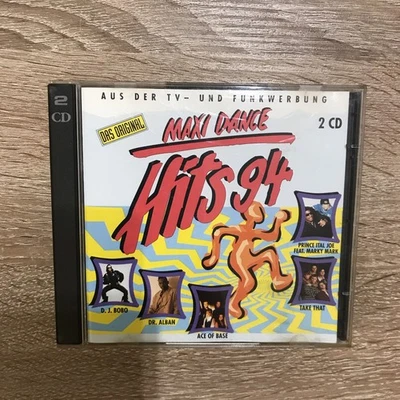 2
CD
AUS DER TV- UND FUNKWERBUNG
DAS ORIGINAL
MAXI DANCE
2 CD
Hits 94
PRINCE ITAL JOE
FEAT. MARKY MARK
D. J. BOBO
DR. ALBAN
ACE OF BASE
TAKE THAT